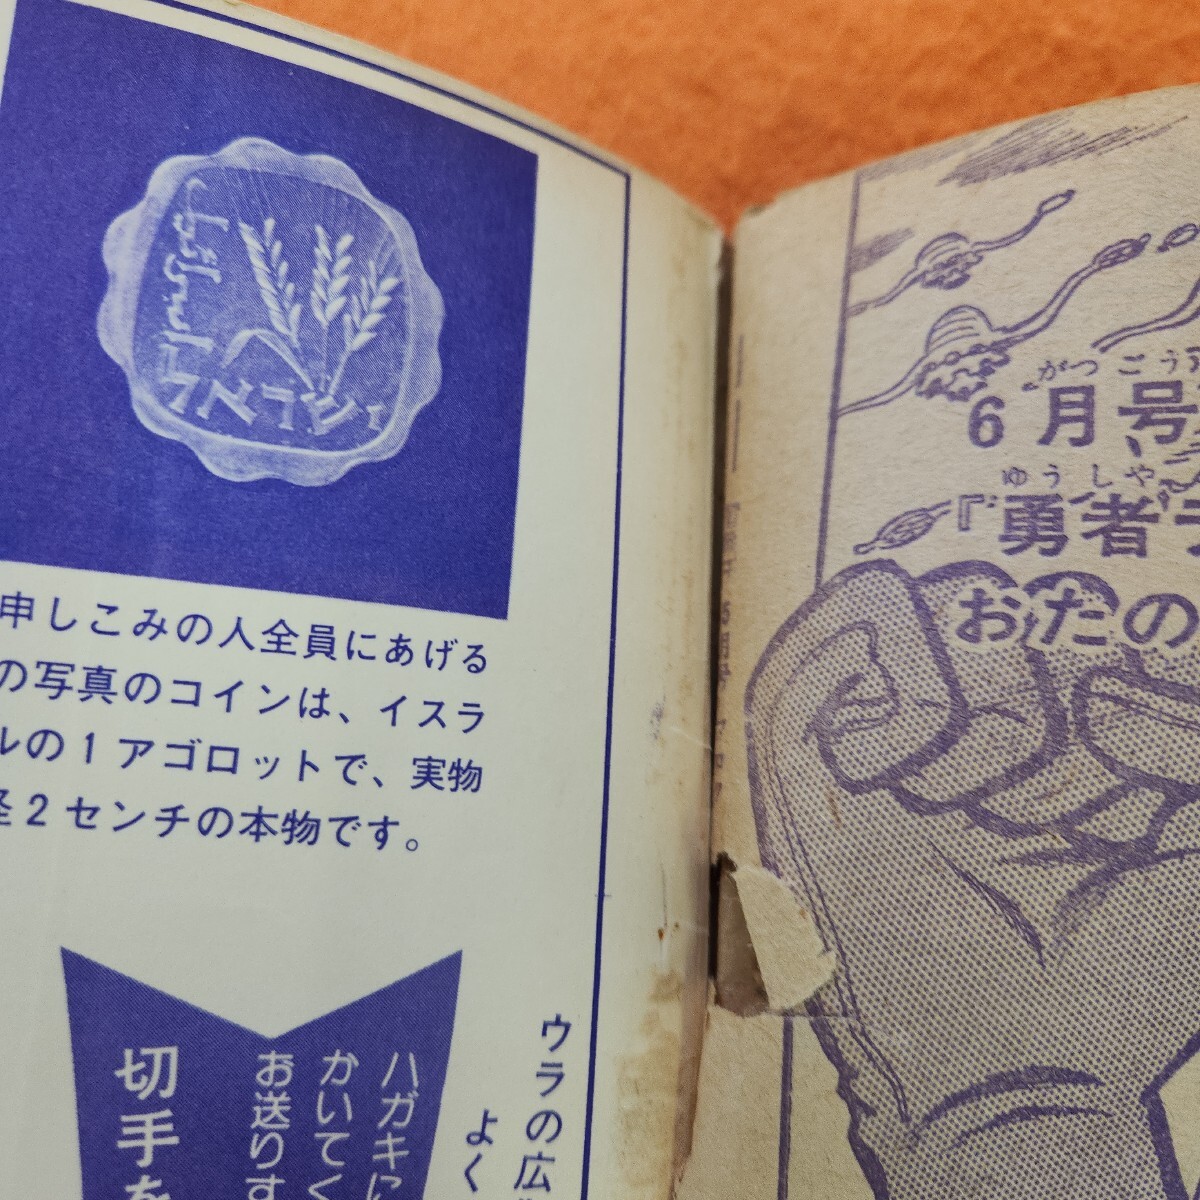 إسرائيل
ישראל
申しこみの人全員にあげる
の写真のコインは、イスラ
ルの1アゴロットで、実物
径2センチの本物です。
ハガキに
かいてく
お送りす
切手を
ウラの広
よく
がつごう
6月号
ゆうしや
『勇者
おたの